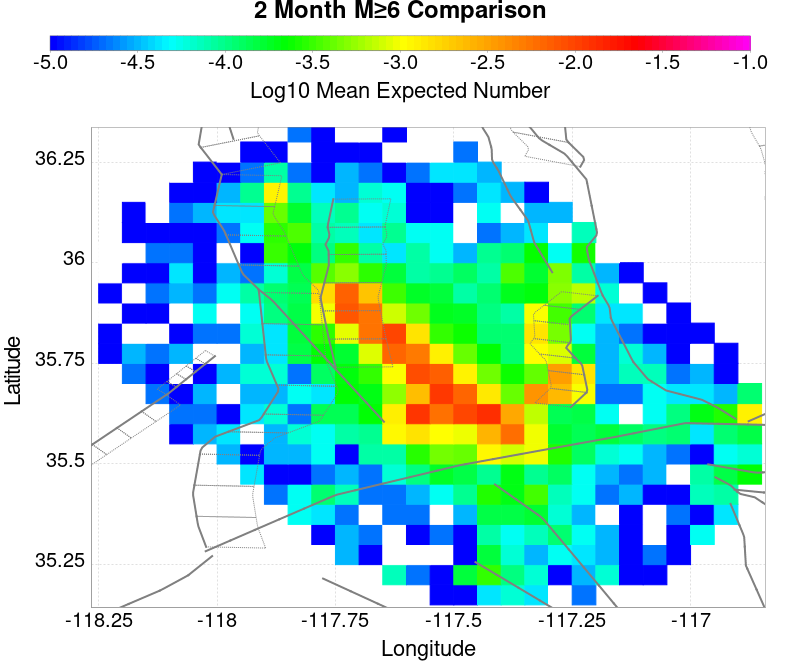 2 Month M≥6 Comparison
-5.0 -4.5 -4.0 -3.5 -3.0 -2.5 -2.0 -1.5 -1.0
Log10 Mean Expected Number
36.25
36
35.75
35.5
35.25
Latitude
-118.25 -118 -117.75 -117.5 -117.25 -117
Longitude